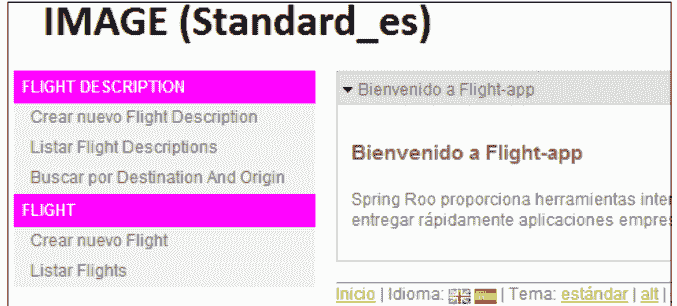 IMAGE (Standard_es)
FLIGHT DESCRIPTION
Crear nuevo Flight Description
Listar Flight Descriptions
Buscar por Destination And Origin
FLIGHT
Crear nuevo Flight
Listar Flights
Bienvenido a Flight-app
Bienvenido a Flight-app
Spring Roo proporciona herramientas inte
entregar rápidamente aplicaciones empres
Inicio | Idioma: | Tema: estándar | alt |